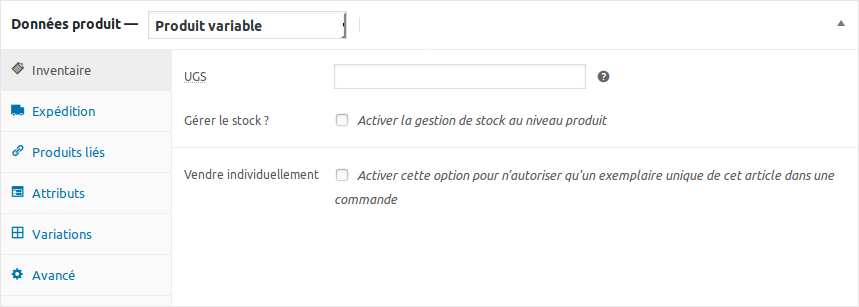 Données produit — Produit variable
Inventaire
Expédition
Produits liés
Attributs
Variations
Avancé
UGS ?
Gérer le stock ? Activer la gestion de stock au niveau produit
Vendre individuellement Activer cette option pour n'autoriser qu'un exemplaire unique de cet article dans une
commande